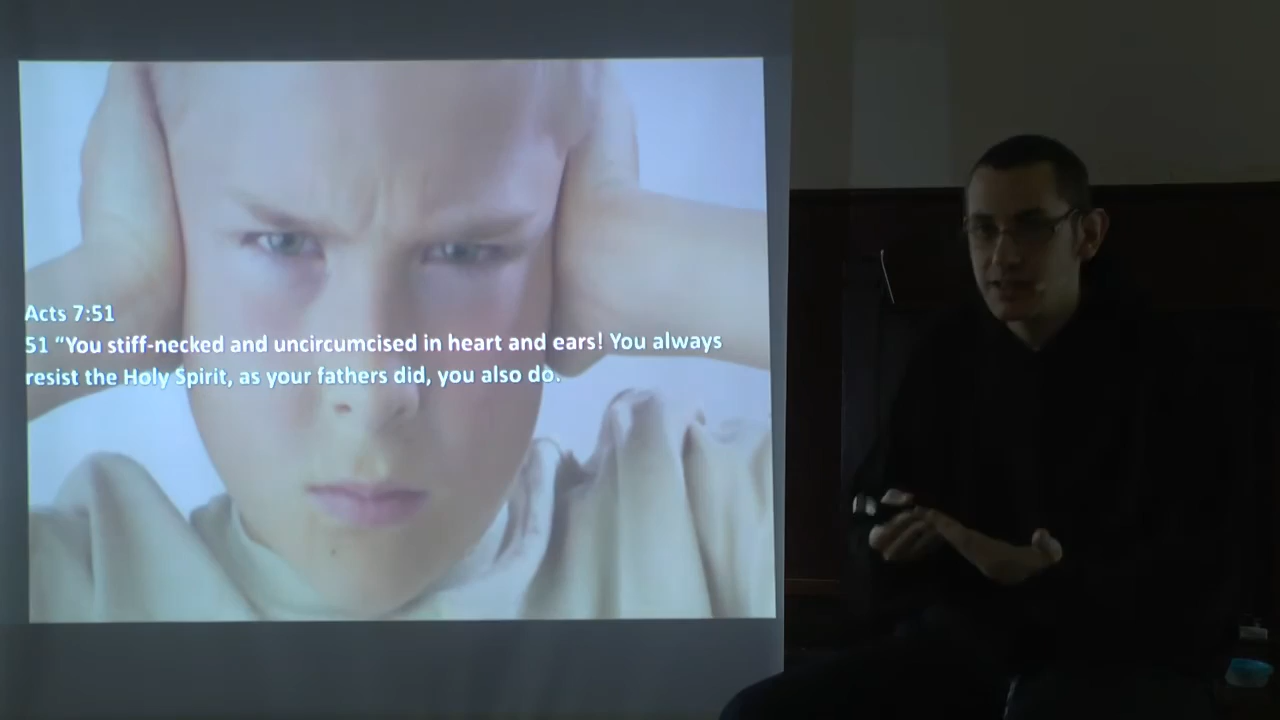 Acts 7:51
51 “You stiff-necked and uncircumcised in heart and ears! You always
resist the Holy Spirit, as your fathers did, you also do.